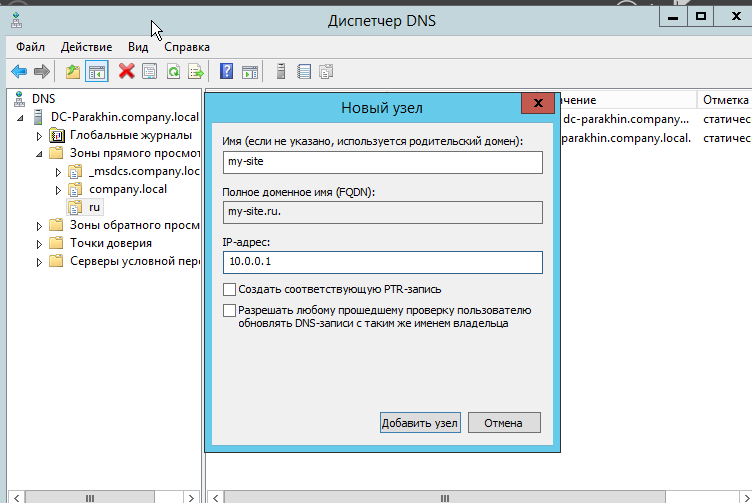 Диспетчер DNS
Файл Действие Вид Справка
DNS
DC-Parakhin.company.local
Глобальные журналы
Зоны прямого просмот
_msdcs.company.loc
company.local
ru
Зоны обратного просм
Точки доверия
Серверы условной пер
Новый узел
Имя (если не указано, используется родительский домен):
my-site
Полное доменное имя (FQDN):
my-site.ru.
IP-адрес:
10.0.0.1
Создать соответствующую PTR-запись
Разрешать любому прошедшему проверку пользователю
обновлять DNS-записи с таким же именем владельца
Добавить узел Отмена
чение Отметка
dc-parakhin.company... статичес
parakhin.company.local. статичес